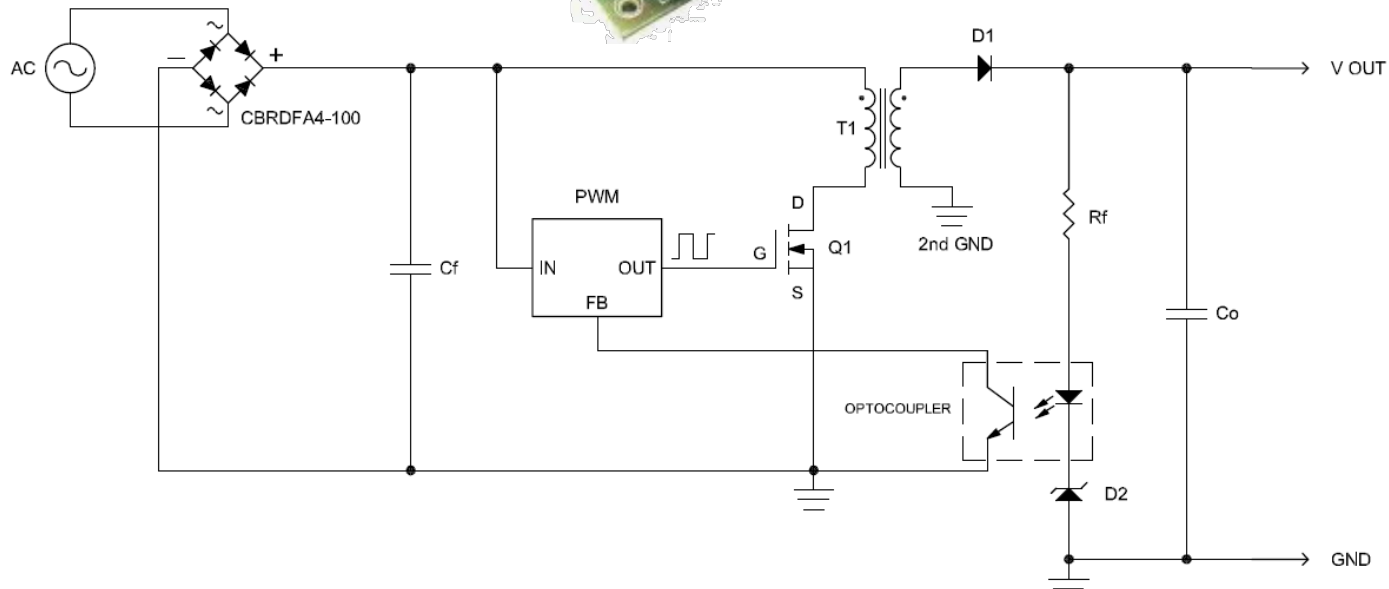 D1
AC
+
V OUT
CBRDFA4-100
T1
PWM
D
Rf
G
Q1
2nd GND
Cf
IN
OUT
S
FB
Co
OPTOCOUPLER
D2
GND